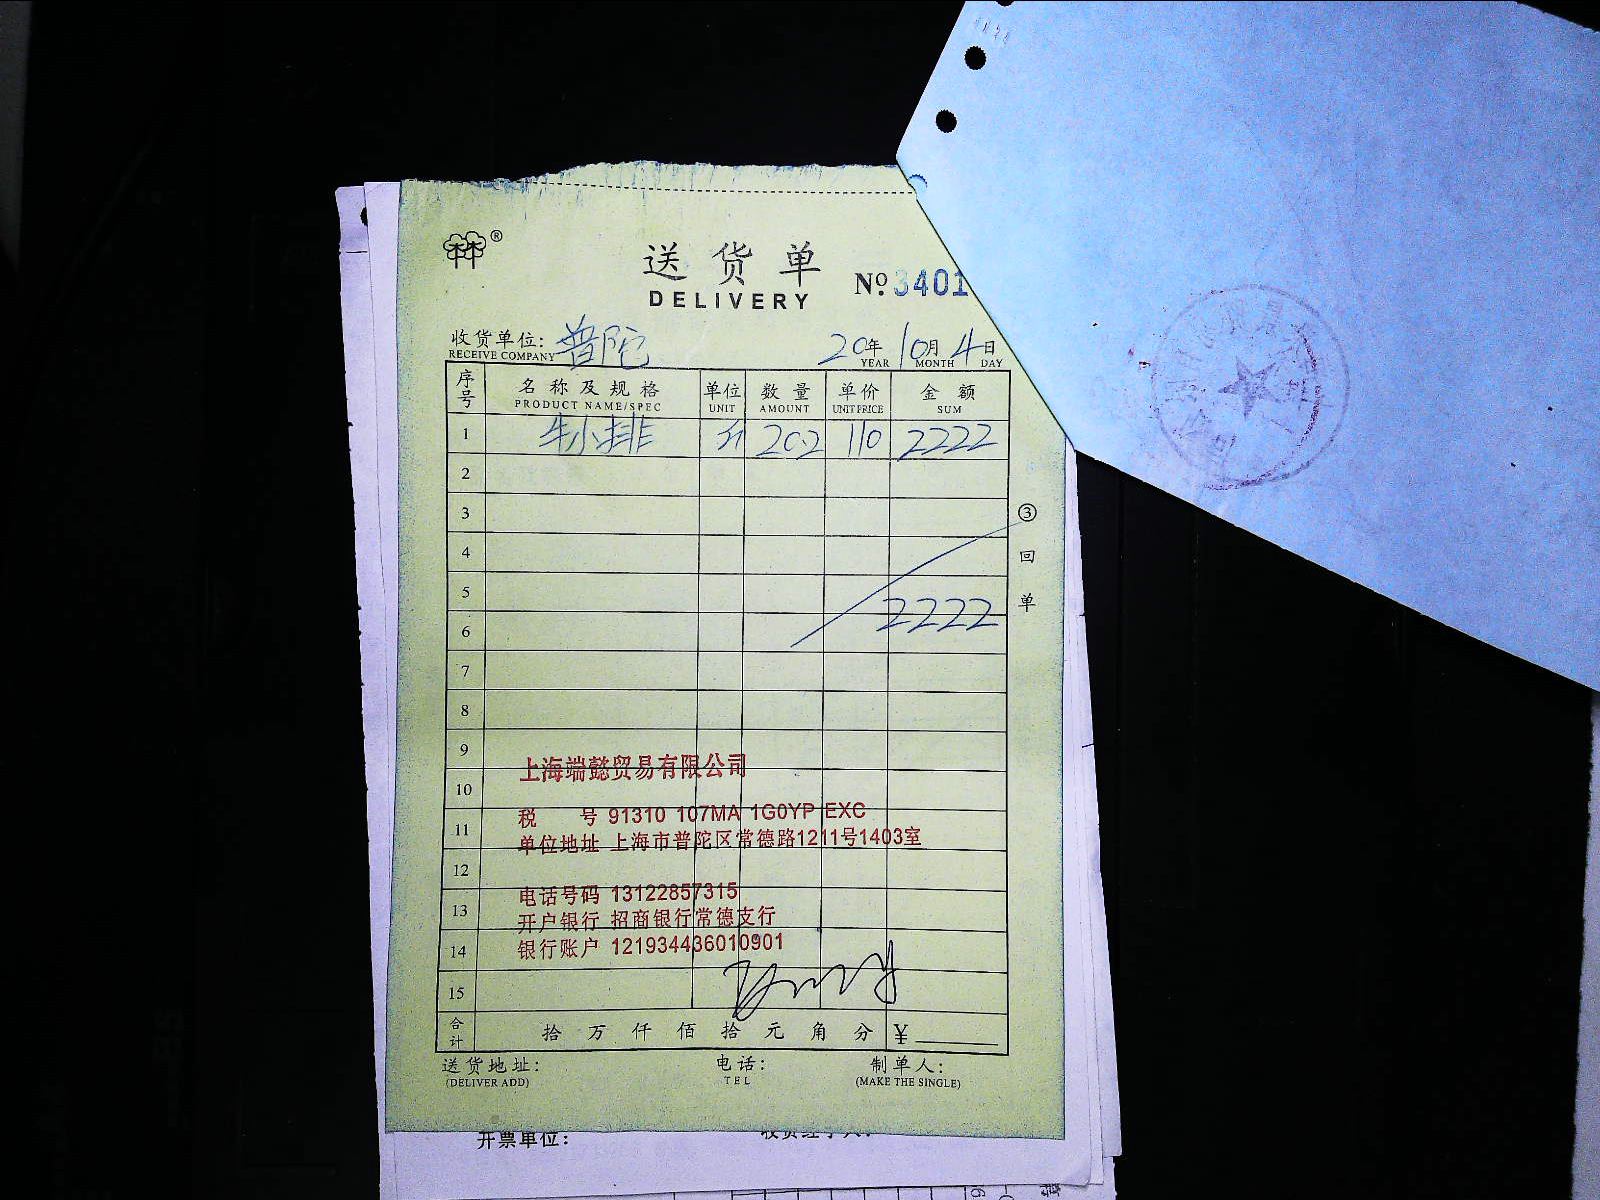 林 ®
送货单
DELIVERY
No. 3401
收货单位: 普陀 20年10月4日
RECEIVE COMPANY YEAR MONTH DAY
序号 名称及规格 单位 数量 单价 金额
PRODUCT NAME/SPEC UNIT AMOUNT UNIT PRICE SUM
1 牛小排 斤 20.2 110 2222
2
3
③回单
4
5
2222
6
7
8
9
上海端懿贸易有限公司
10
税 号 91310 107MA 1G0YP EXC
11
单位地址 上海市普陀区常德路1211号1403室
12
电话号码 13122857315
13
开户银行 招商银行常德支行
14
银行账户 121934436010901
15
合计 拾 万 仟 佰 拾 元 角 分 ¥
送货地址: 电话: 制单人:
(DELIVER ADD) TEL (MAKE THE SINGLE)
开票单位: